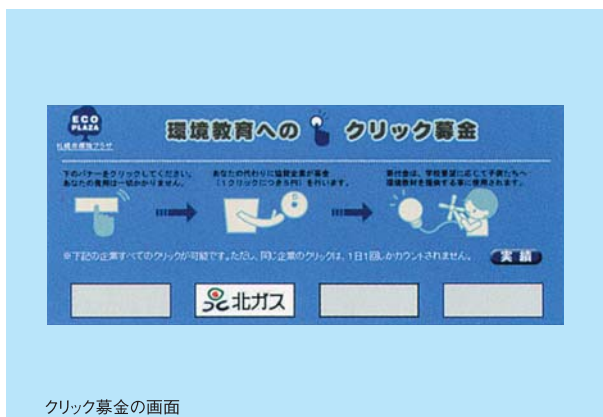 ECO
PLAZA
札幌市環境プラザ
環境教育への クリック募金
下のバナーをクリックしてください。
あなたの費用は一切かかりません。
あなたの代わりに協賛企業が募金
(1クリックにつき5円)を行います。
寄付金は、学校要望に応じて子供たちへ
環境教材を提供する事に使用されます。
※下記の企業すべてのクリックが可能です。ただし、同じ企業のクリックは、1日1回しかカウントされません。
実績
北ガス
クリック募金の画面